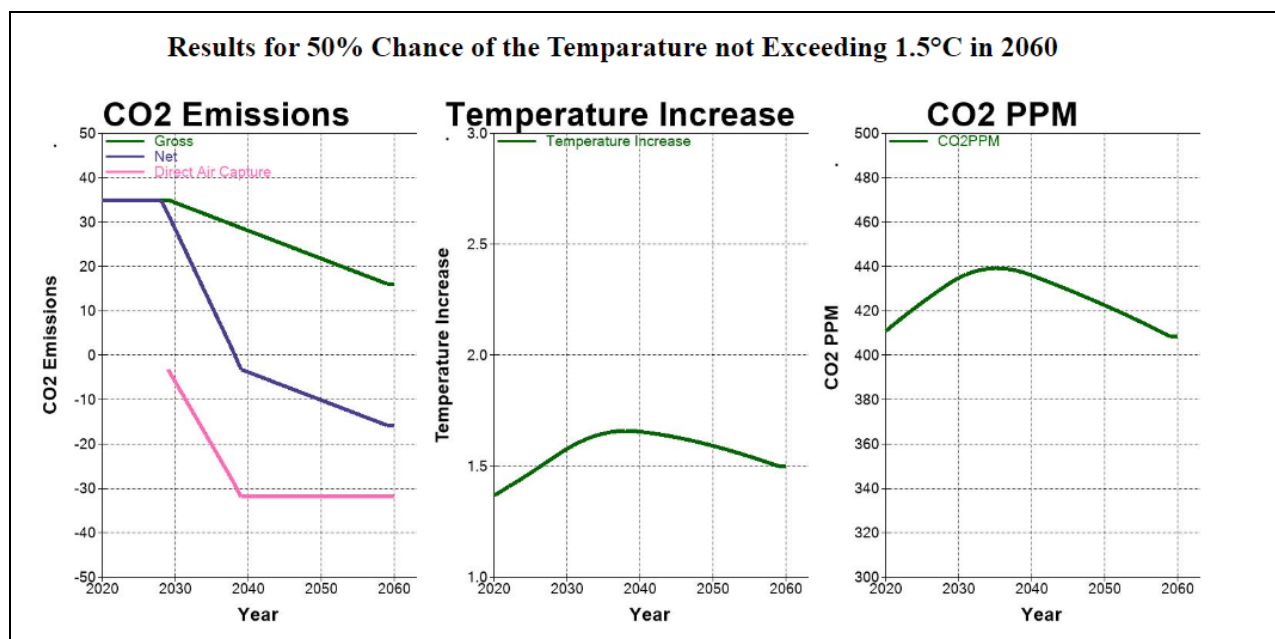 Results for 50% Chance of the Temparature not Exceeding 1.5°C in 2060
CO2 Emissions
50
40
30
20
10
0
-10
-20
-30
-40
-50
CO2 Emissions
Gross
Net
Direct Air Capture
2020 2030 2040 2050 2060
Year
Temperature Increase
3.0
2.5
2.0
1.5
1.0
Temperature Increase
Temperature Increase
2020 2030 2040 2050 2060
Year
CO2 PPM
500
480
460
440
420
400
380
360
340
320
300
CO2 PPM
CO2PPM
2020 2030 2040 2050 2060
Year